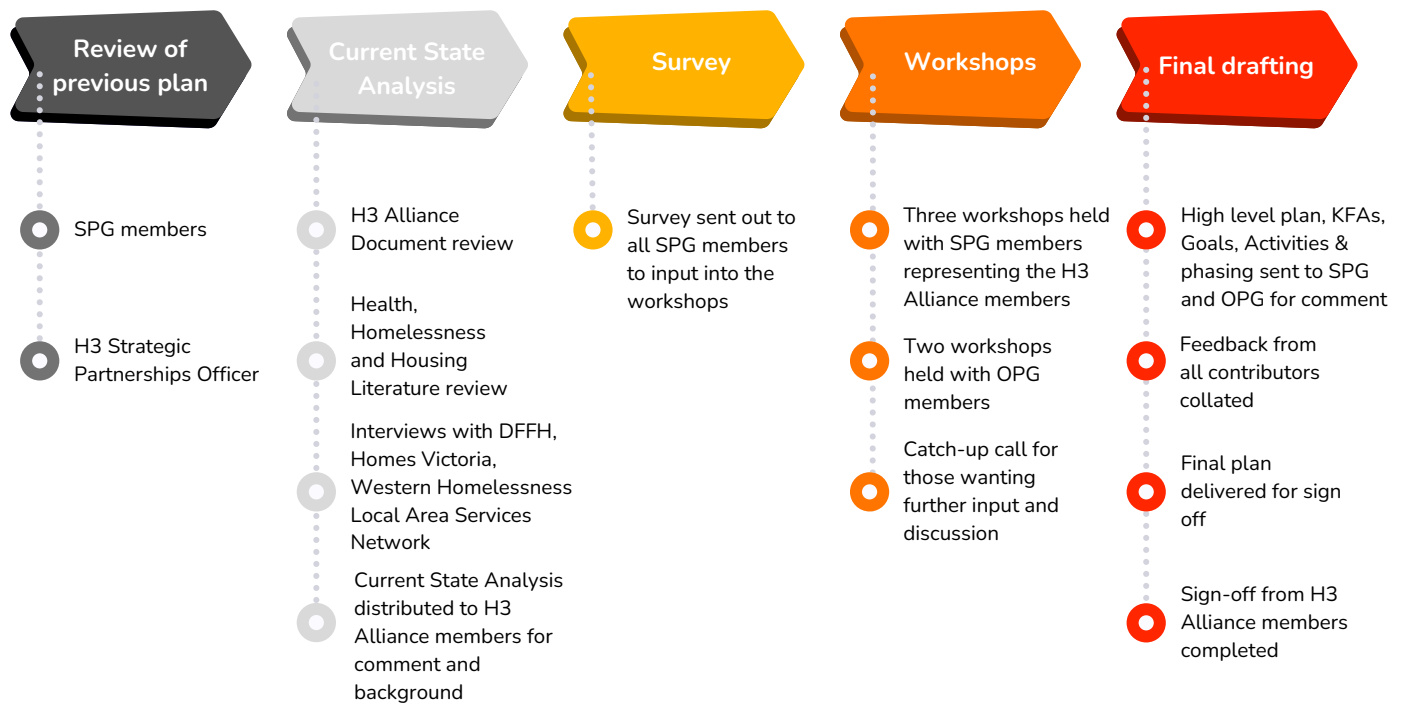 Review of
previous plan
SPG members
H3 Strategic
Partnerships Officer
Current State
Analysis
H3 Alliance
Document review
Health,
Homelessness
and Housing
Literature review
Interviews with DFFH,
Homes Victoria,
Western Homelessness
Local Area Services
Network
Current State Analysis
distributed to H3
Alliance members for
comment and
background
Survey
Survey sent out to
all SPG members
to input into the
workshops
Workshops
Three workshops held
with SPG members
representing the H3
Alliance members
Two workshops
held with OPG
members
Catch-up call for
those wanting
further input and
discussion
Final drafting
High level plan, KFAs,
Goals, Activities &
phasing sent to SPG
and OPG for comment
Feedback from
all contributors
collated
Final plan
delivered for sign
off
Sign-off from H3
Alliance members
completed